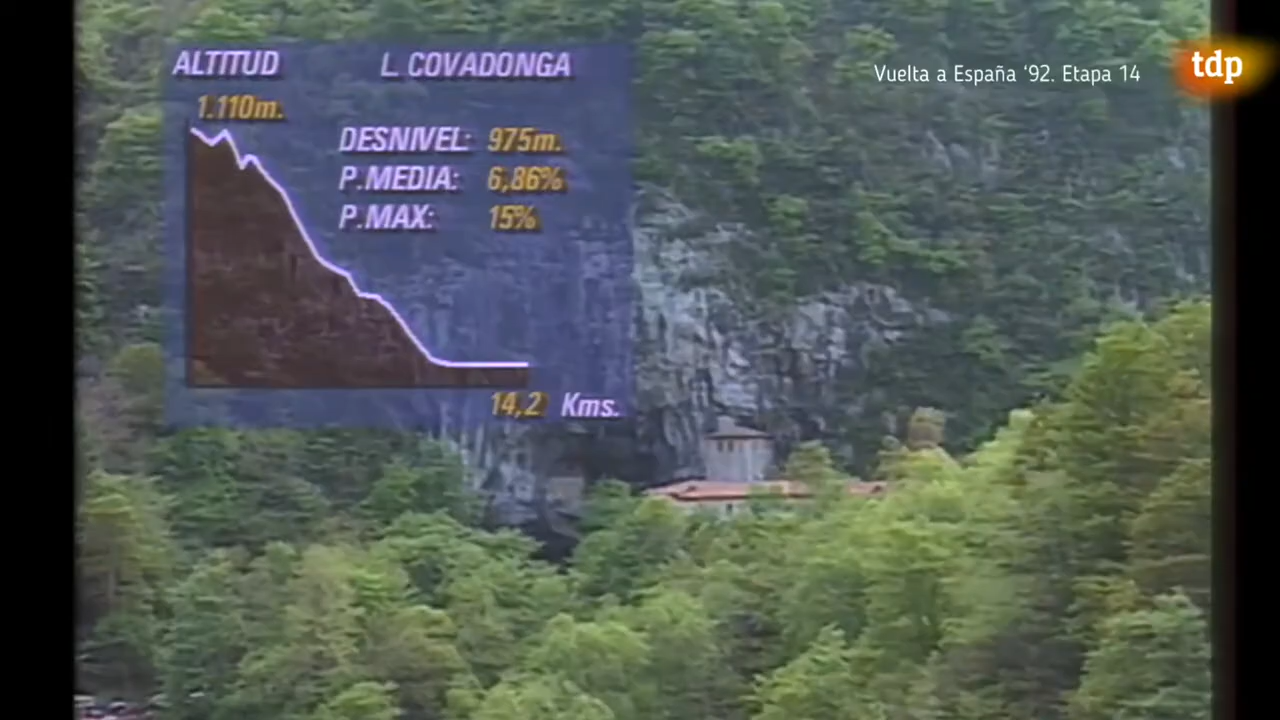 ALTITUD L. COVADONGA
1.110m.
DESNIVEL: 975m.
P.MEDIA: 6,86%
P.MAX: 15%
14,2 Kms.
Vuelta a España ‘92. Etapa 14
tdp